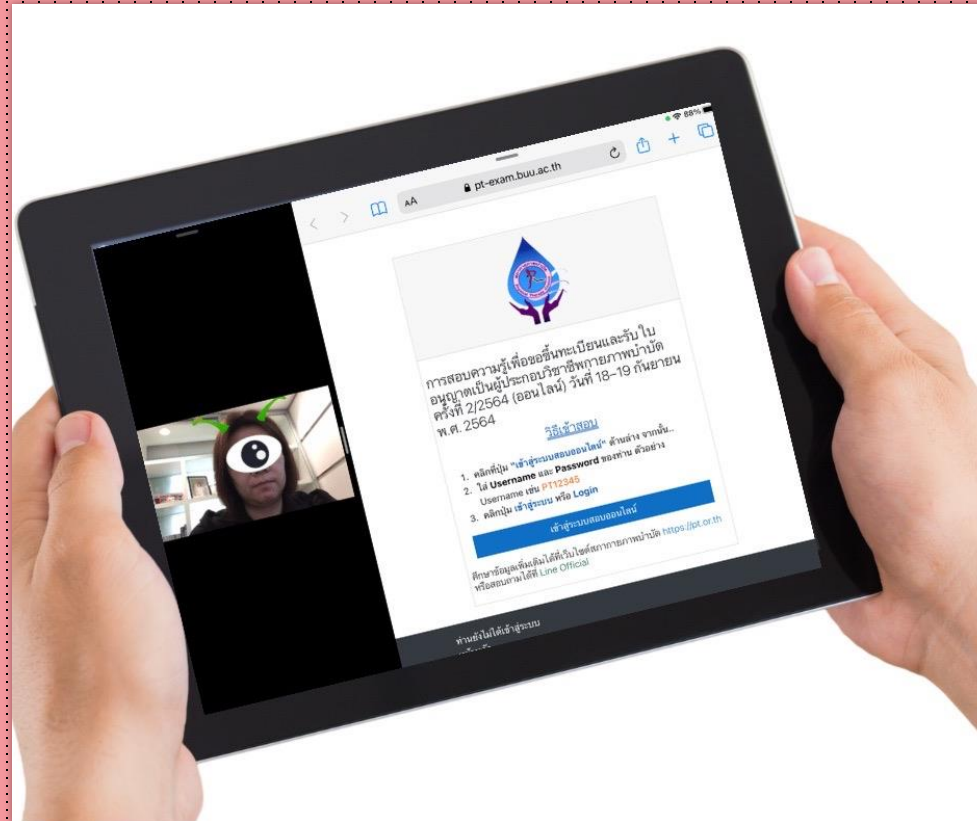 88%
AA
pt-exam.buu.ac.th
การสอบความรู้เพื่อขอขึ้นทะเบียนและรับ ใบ
อนุญาตเป็นผู้ประกอบวิชาชีพกายภาพบำบัด
ครั้งที่ 2/2564 (ออนไลน์) วันที่ 18–19 กันยายน
พ.ศ. 2564
วิธีเข้าสอบ
1. คลิกที่ปุ่ม "เข้าสู่ระบบสอบออนไลน์" ด้านล่าง จากนั้น..
2. ใส่ Username และ Password ของท่าน ตัวอย่าง
Username เช่น PT12345
3. คลิกปุ่ม เข้าสู่ระบบ หรือ Login
เข้าสู่ระบบสอบออนไลน์
ศึกษาข้อมูลเพิ่มเติมได้ที่เว็บไซต์สภากายภาพบำบัด https://pt.or.th
หรือสอบถามได้ที่ Line Official
ท่านยังไม่ได้เข้าสู่ระบบ